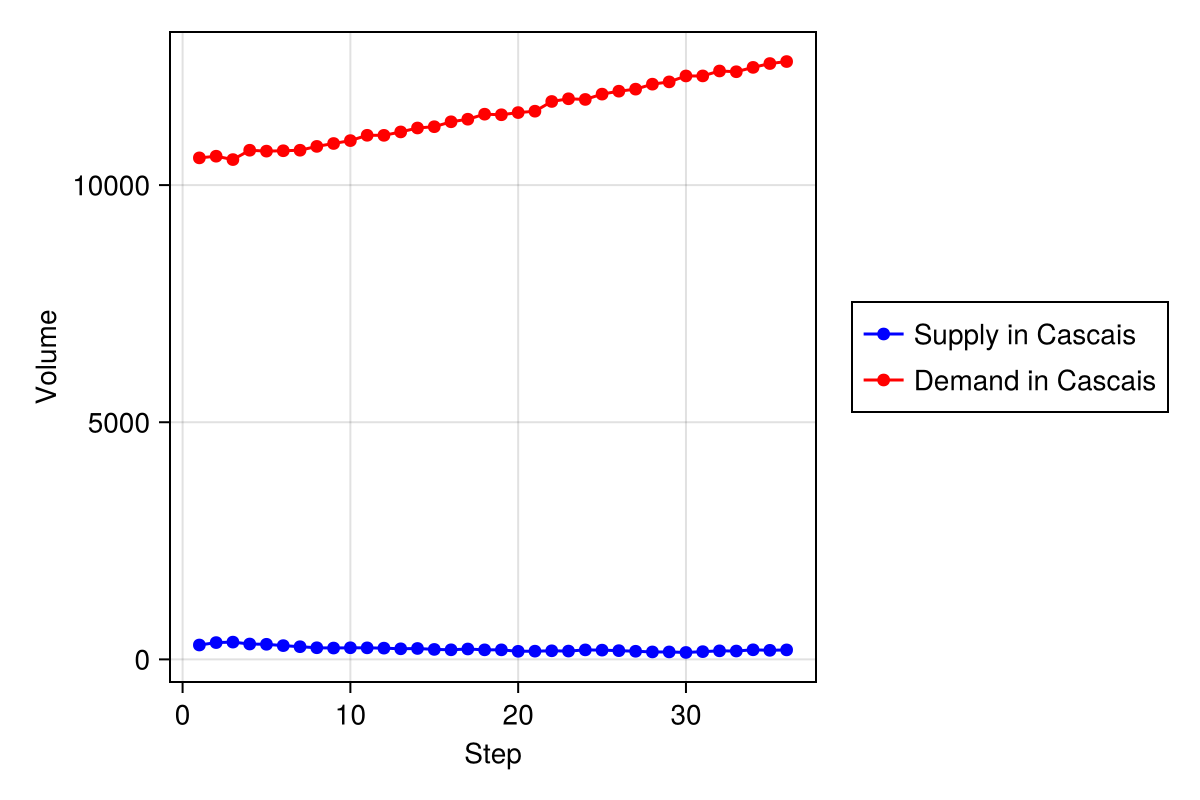 10000
5000
0
Volume
0 10 20 30
Step
Supply in Cascais
Demand in Cascais